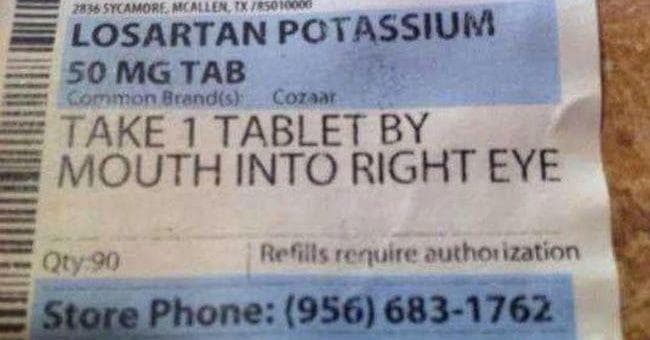 2836 SYCAMORE, MCALLEN, TX 785010000
LOSARTAN POTASSIUM
50 MG TAB
Common Brand(s): Cozaar
TAKE 1 TABLET BY
MOUTH INTO RIGHT EYE
Qty:90 Refills require authorization
Store Phone: (956) 683-1762